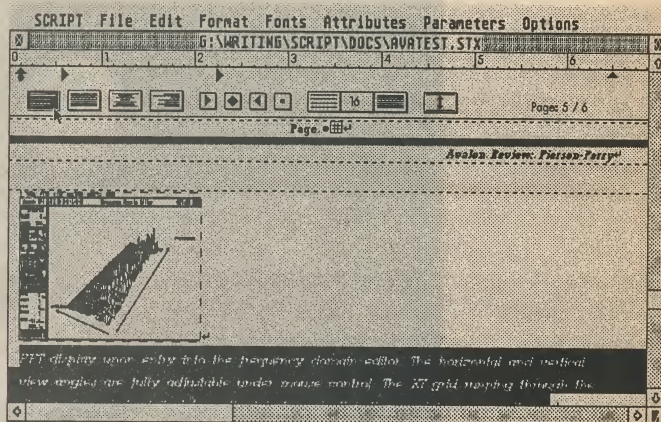 SCRIPT File Edit Format Fonts Attributes Parameters Options
G:\WRITING\SCRIPT\DOCS\AVATEST.STX
0 1 2 3 4 5 6
16 Page: 5 / 6
Page.
Avalon Review: Pierson-Perry
FFT display upon entry into the frequency domain editor. The horizontal and vertical
view angles are fully adjustable under mouse control. The XY grid mapping through the